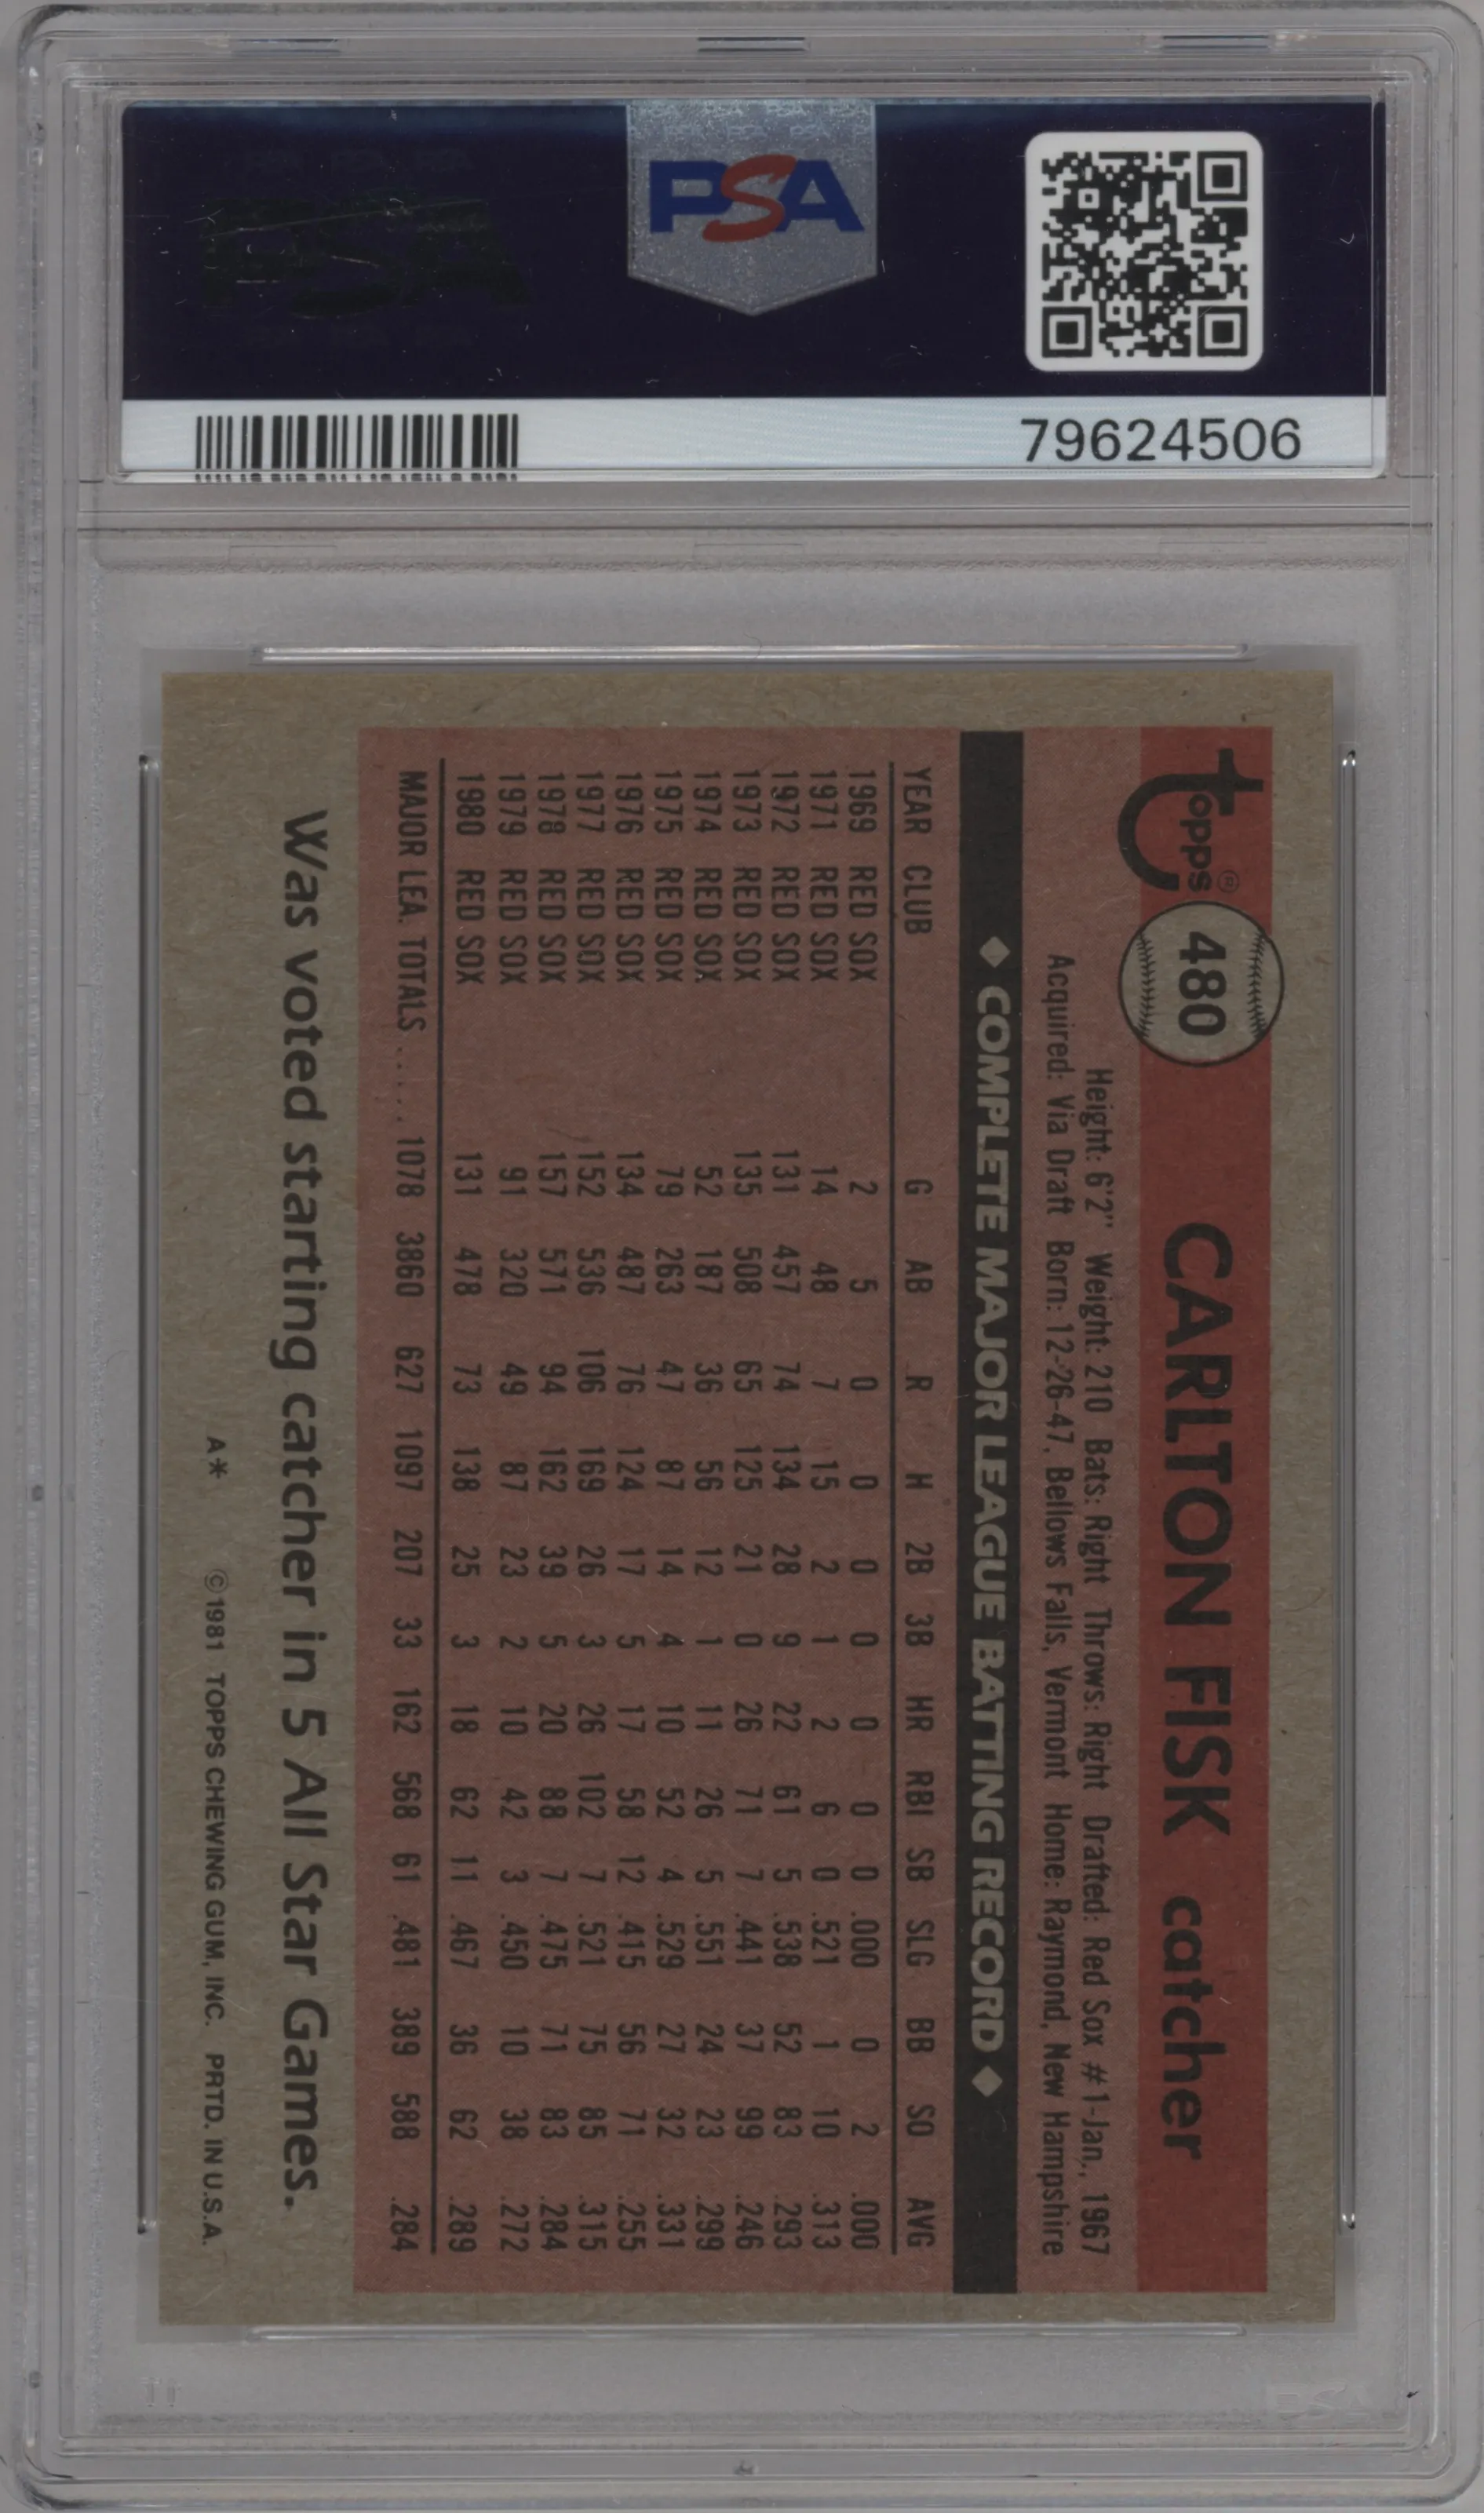 PSA
79624506
topps®
480
CARLTON FISK catcher
Height: 6'2" Weight: 210 Bats: Right Throws: Right Drafted: Red Sox #1-Jan., 1967
Acquired: Via Draft Born: 12-26-47, Bellows Falls, Vermont Home: Raymond, New Hampshire
◆ COMPLETE MAJOR LEAGUE BATTING RECORD ◆
YEAR CLUB G AB R H 2B 3B HR RBI SB SLG BB SO AVG
1969 RED SOX 2 5 0 0 0 0 0 0 0 .000 0 2 .000
1971 RED SOX 14 48 7 15 2 1 2 6 0 .521 1 10 .313
1972 RED SOX 131 457 74 134 28 9 22 61 5 .538 52 83 .293
1973 RED SOX 135 508 65 125 21 0 26 71 7 .441 37 99 .246
1974 RED SOX 52 187 36 56 12 1 11 26 5 .551 24 23 .299
1975 RED SOX 79 263 47 87 14 4 10 52 4 .529 27 32 .331
1976 RED SOX 134 487 76 124 17 5 17 58 12 .415 56 71 .255
1977 RED SOX 152 536 106 169 26 3 26 102 7 .521 75 85 .315
1978 RED SOX 157 571 94 162 39 5 20 88 7 .475 71 83 .284
1979 RED SOX 91 320 49 87 23 2 10 42 3 .450 10 38 .272
1980 RED SOX 131 478 73 138 25 3 18 62 11 .467 36 62 .289
MAJOR LEA. TOTALS ..... 1078 3860 627 1097 207 33 162 568 61 .481 389 588 .284
Was voted starting catcher in 5 All Star Games.
A* ©1981 TOPPS CHEWING GUM, INC. PRTD. IN U.S.A.
PSA